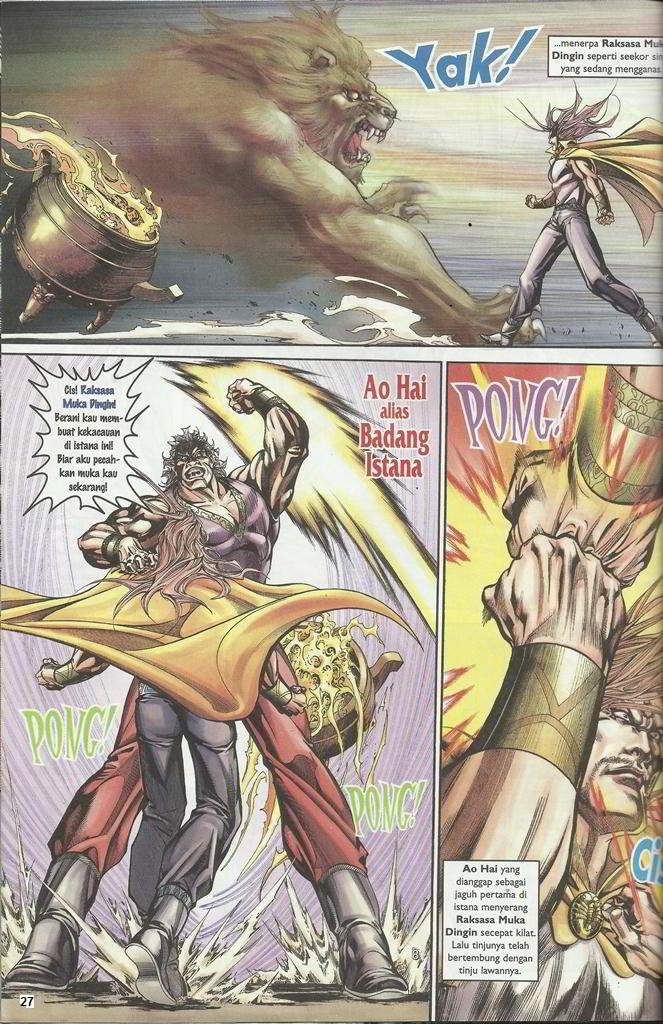 Yak!
...menerpa Raksasa Muka
Dingin seperti seekor
yang sedang mengganas
Cis! Raksasa
Muka Dingin!
Berani kau mem-
buat kekacauan
di istana ini!
Biar aku pecah-
kan muka kau
sekarang!
Ao Hai
alias
Badang
Istana
PONG!
PONG!
PONG!
Ao Hai yang
dianggap sebagai
jaguh pertama di
istana menyerang
Raksasa Muka
Dingin secepat kilat.
Lalu tinjunya telah
bertembung dengan
tinju lawannya.
27